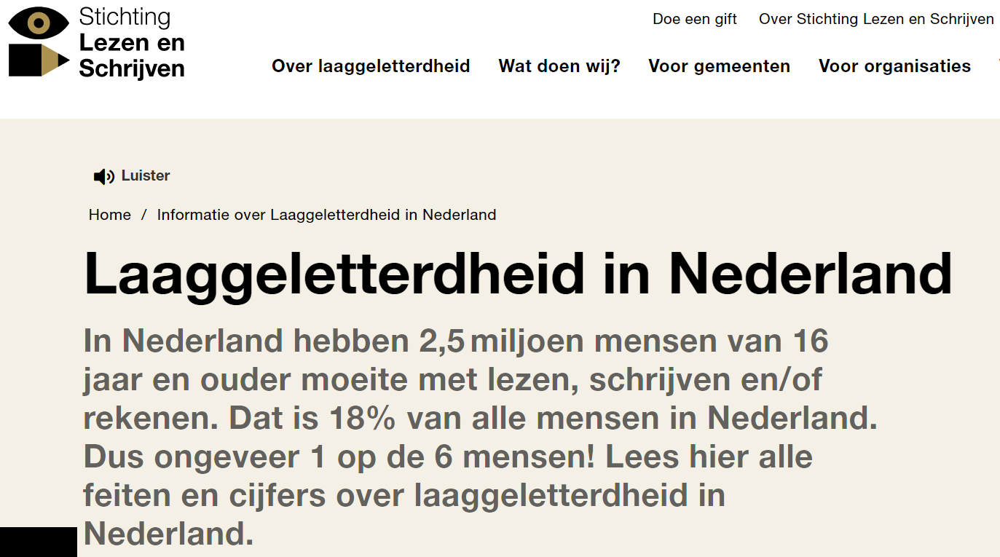 Stichting
Lezen en
Schrijven
Doe een gift
Over Stichting Lezen en Schrijven
Over laaggeletterdheid
Wat doen wij?
Voor gemeenten
Voor organisaties
Luister
Home / Informatie over Laaggeletterdheid in Nederland
Laaggeletterdheid in Nederland
In Nederland hebben 2,5 miljoen mensen van 16
jaar en ouder moeite met lezen, schrijven en/of
rekenen. Dat is 18% van alle mensen in Nederland.
Dus ongeveer 1 op de 6 mensen! Lees hier alle
feiten en cijfers over laaggeletterdheid in
Nederland.